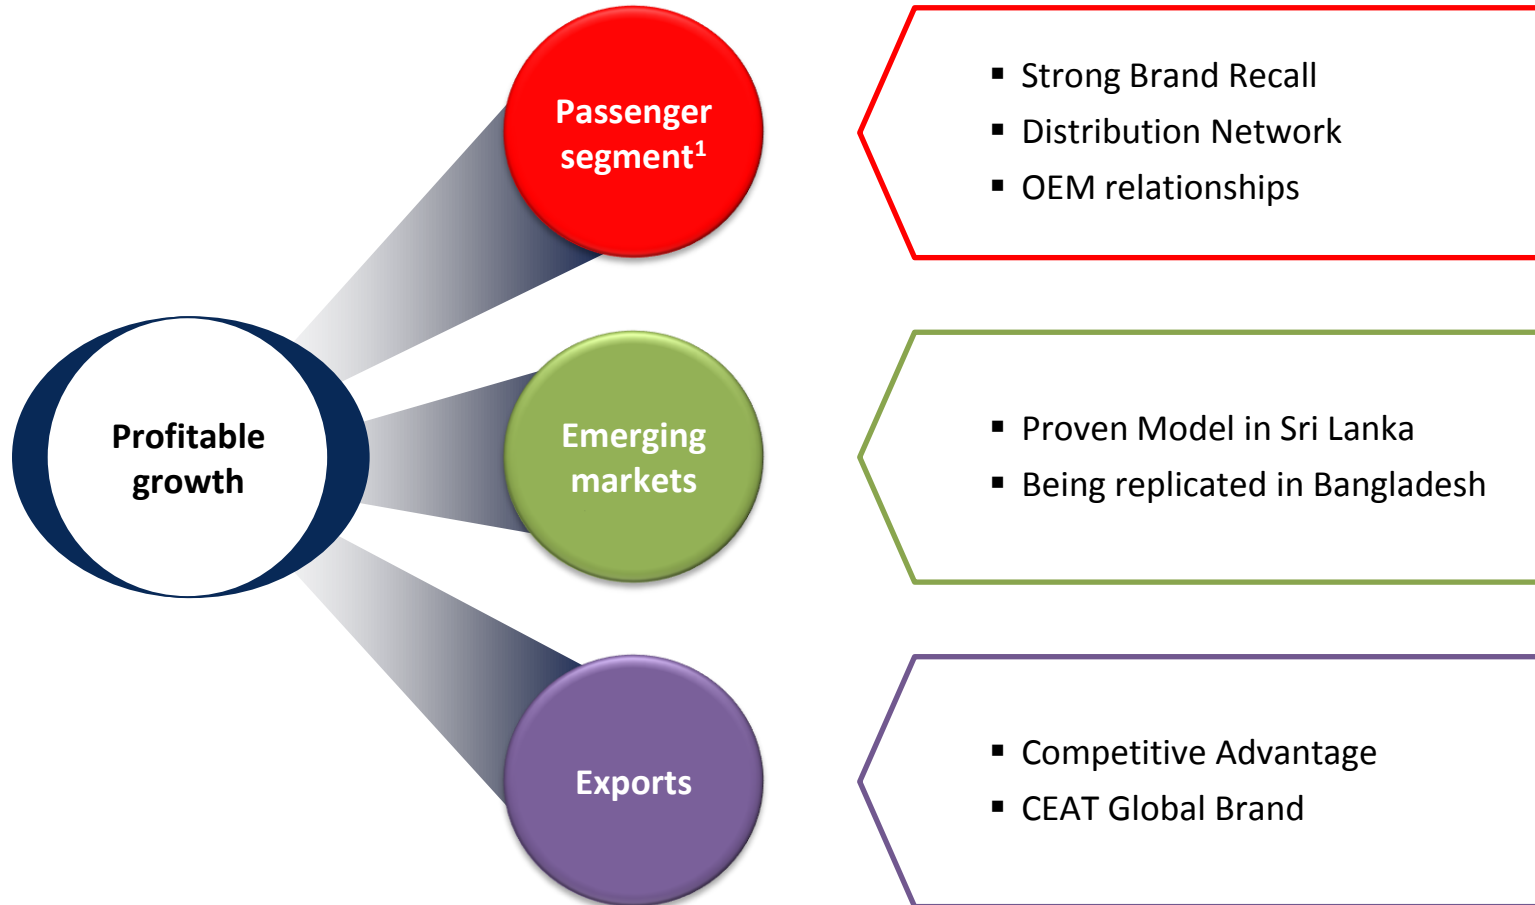 Profitable
growth
Passenger
segment¹
▪ Strong Brand Recall
▪ Distribution Network
▪ OEM relationships
Emerging
markets
▪ Proven Model in Sri Lanka
▪ Being replicated in Bangladesh
Exports
▪ Competitive Advantage
▪ CEAT Global Brand